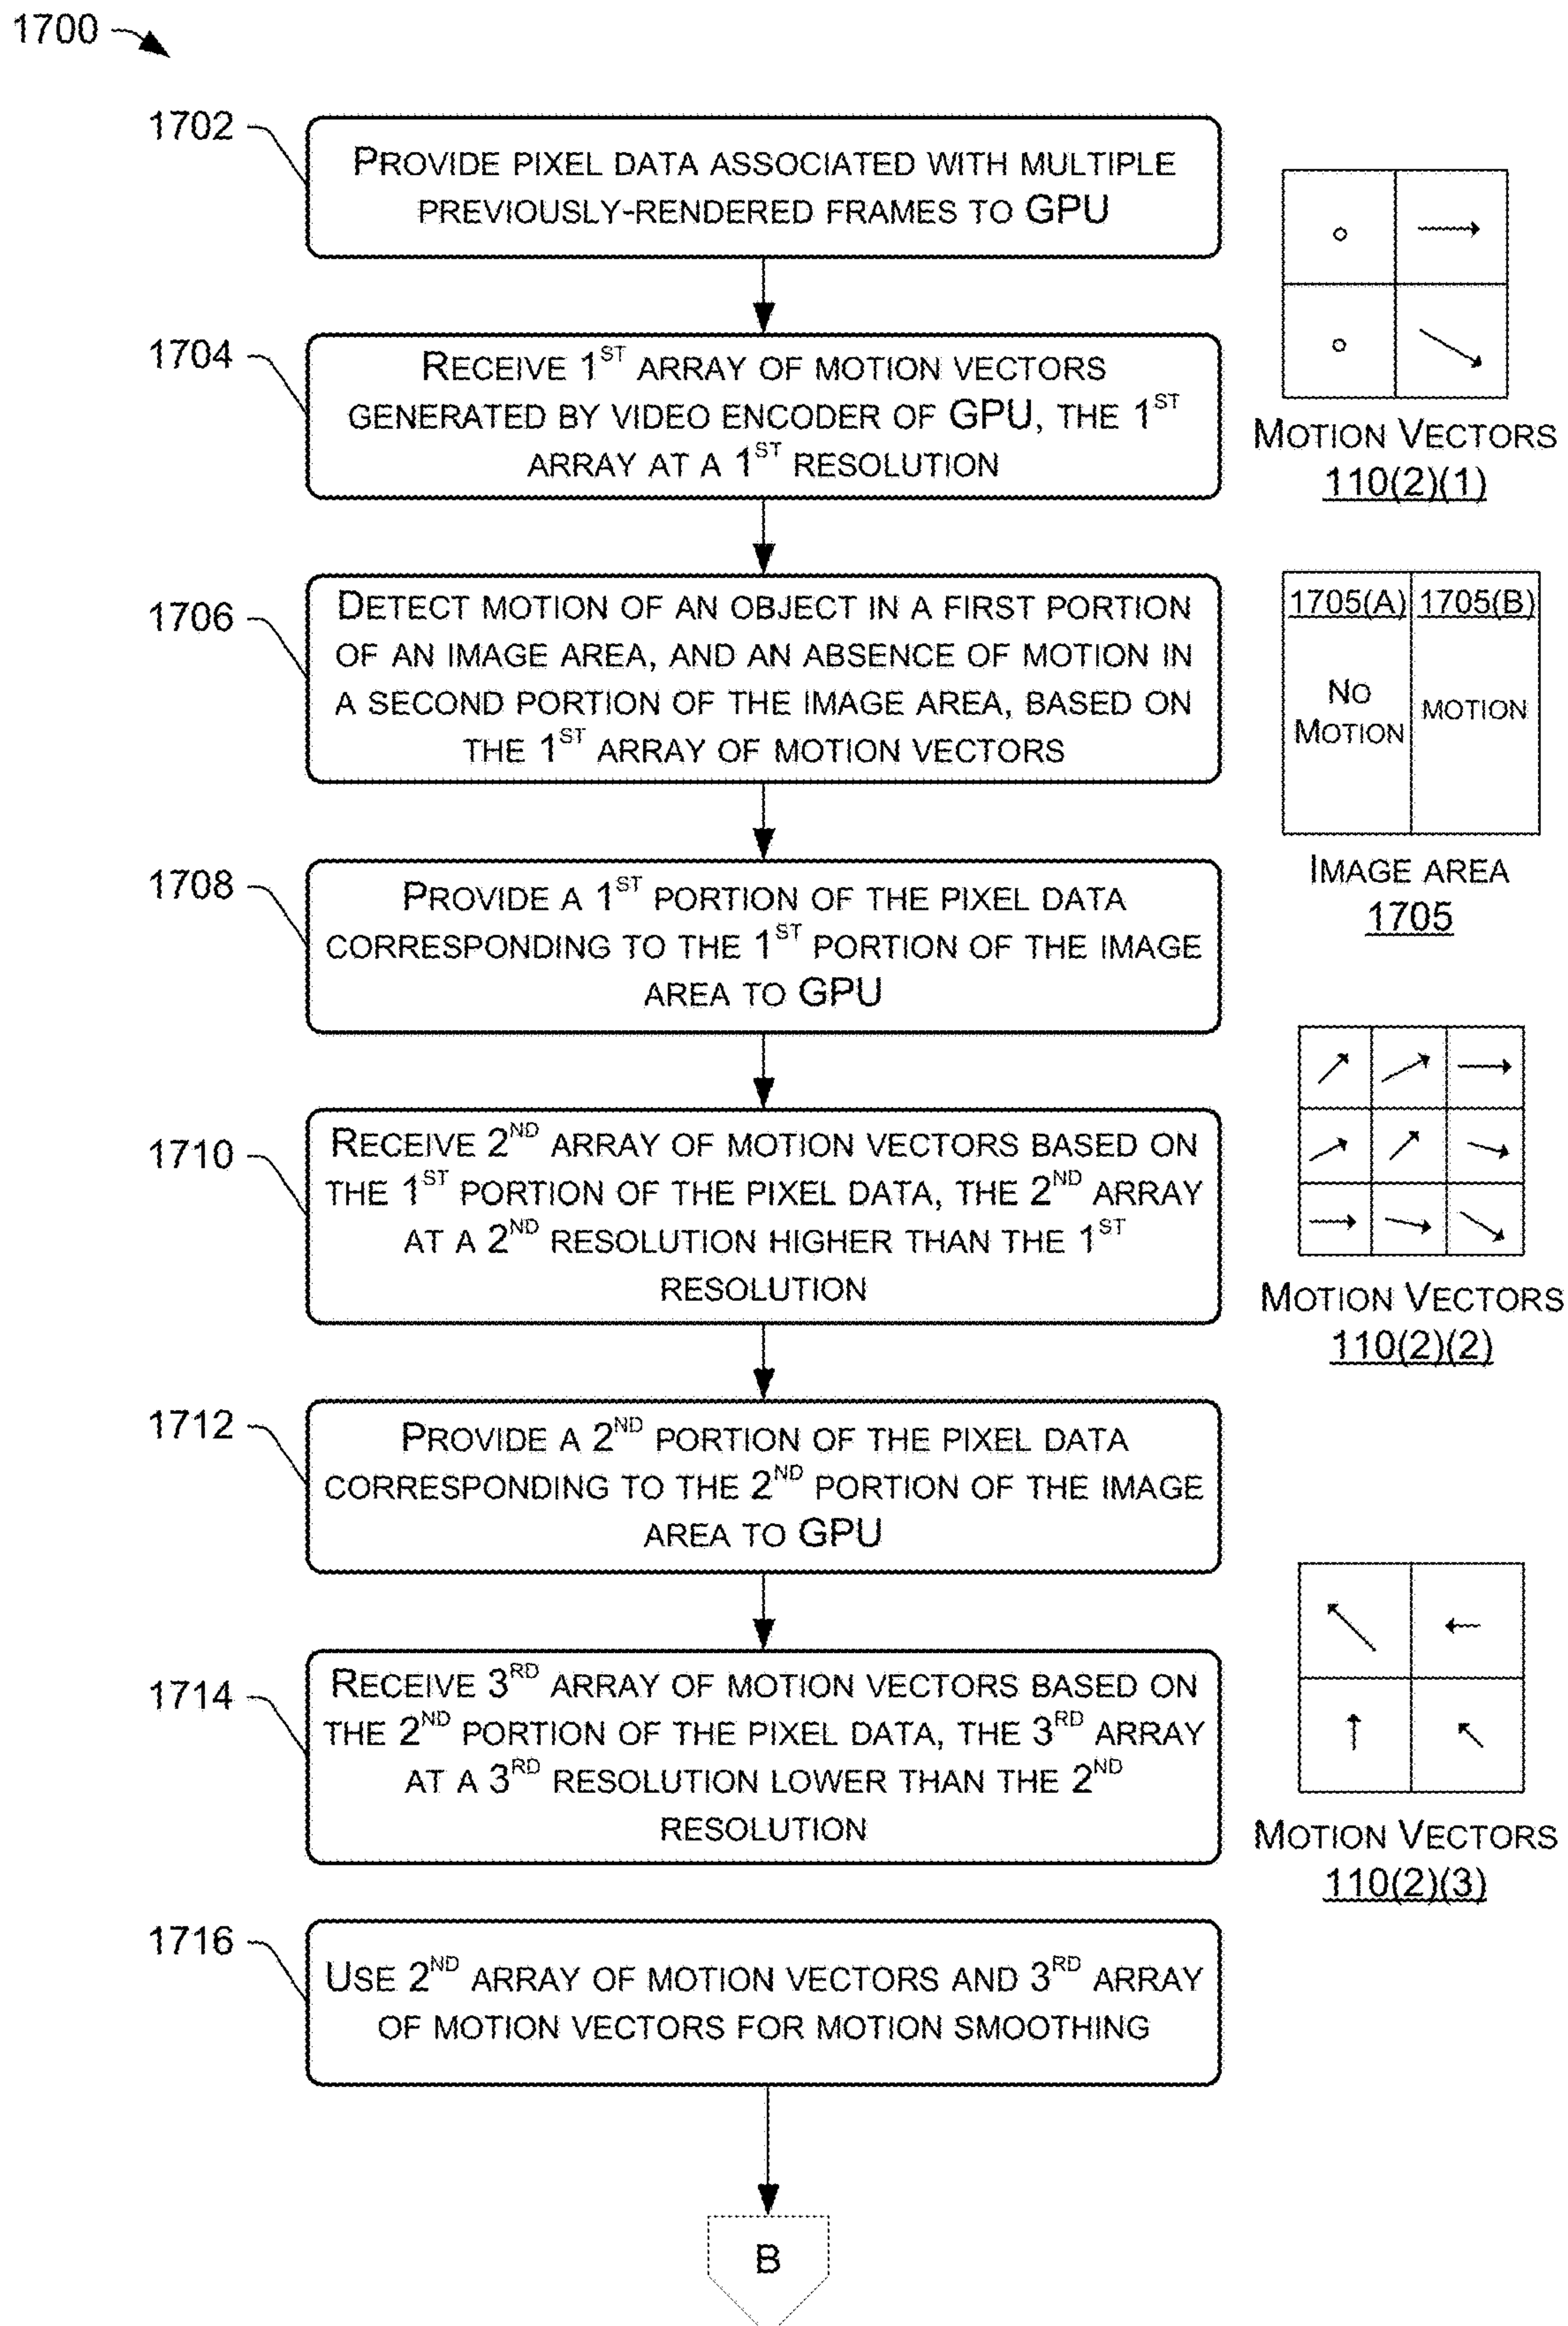 1700
1702
PROVIDE PIXEL DATA ASSOCIATED WITH MULTIPLE
PREVIOUSLY-RENDERED FRAMES TO GPU
1704
RECEIVE 1ST ARRAY OF MOTION VECTORS
GENERATED BY VIDEO ENCODER OF GPU, THE 1ST
ARRAY AT A 1ST RESOLUTION
MOTION VECTORS
110(2)(1)
1706
DETECT MOTION OF AN OBJECT IN A FIRST PORTION
OF AN IMAGE AREA, AND AN ABSENCE OF MOTION IN
A SECOND PORTION OF THE IMAGE AREA, BASED ON
THE 1ST ARRAY OF MOTION VECTORS
1705(A) 1705(B)
NO
MOTION
MOTION
IMAGE AREA
1705
1708
PROVIDE A 1ST PORTION OF THE PIXEL DATA
CORRESPONDING TO THE 1ST PORTION OF THE IMAGE
AREA TO GPU
1710
RECEIVE 2ND ARRAY OF MOTION VECTORS BASED ON
THE 1ST PORTION OF THE PIXEL DATA, THE 2ND ARRAY
AT A 2ND RESOLUTION HIGHER THAN THE 1ST
RESOLUTION
MOTION VECTORS
110(2)(2)
1712
PROVIDE A 2ND PORTION OF THE PIXEL DATA
CORRESPONDING TO THE 2ND PORTION OF THE IMAGE
AREA TO GPU
1714
RECEIVE 3RD ARRAY OF MOTION VECTORS BASED ON
THE 2ND PORTION OF THE PIXEL DATA, THE 3RD ARRAY
AT A 3RD RESOLUTION LOWER THAN THE 2ND
RESOLUTION
MOTION VECTORS
110(2)(3)
1716
USE 2ND ARRAY OF MOTION VECTORS AND 3RD ARRAY
OF MOTION VECTORS FOR MOTION SMOOTHING
B